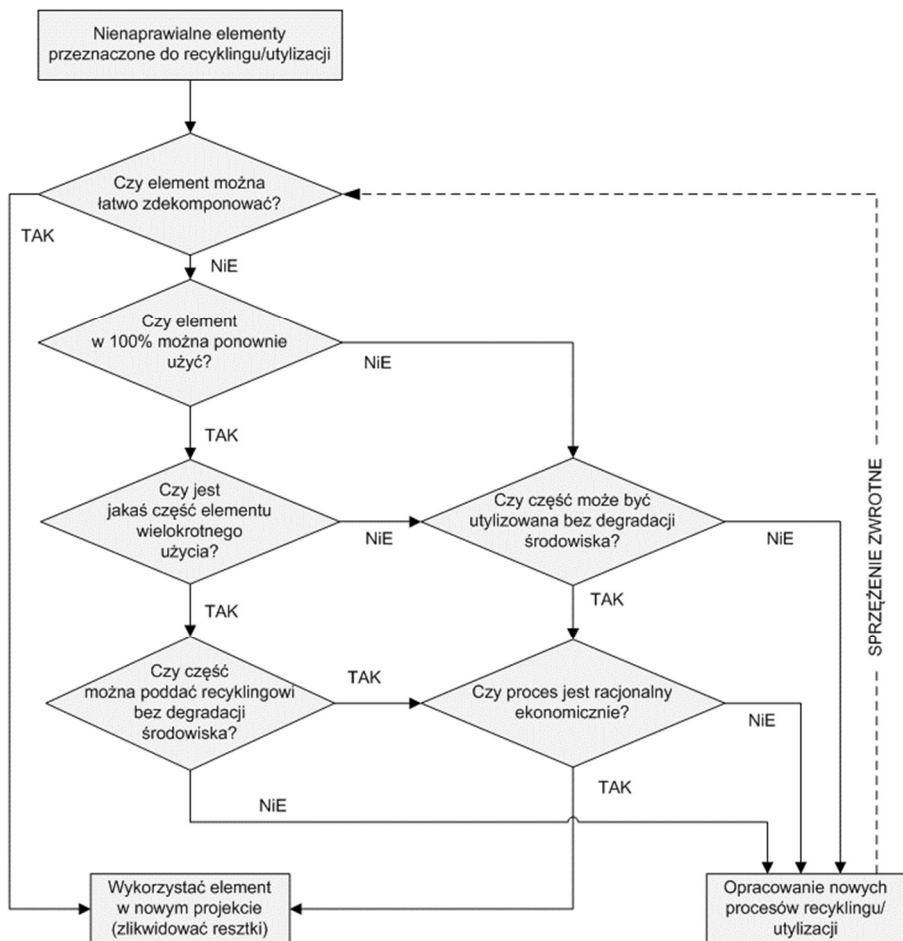 Nienaprawialne elementy
przeznaczone do recyklingu/utylizacji
Czy element można
łatwo zdekomponować?
TAK
NiE
Czy element
w 100% można ponownie
użyć?
NiE
TAK
Czy jest
jakaś część elementu
wielokrotnego
użycia?
NiE
Czy część może być
utylizowana bez degradacji
środowiska?
NiE
SPRZĘŻENIE ZWROTNE
TAK
TAK
Czy część
można poddać recyklingowi
bez degradacji
środowiska?
TAK
Czy proces jest racjonalny
ekonomicznie?
NiE
NiE
TAK
Wykorzystać element
w nowym projekcie
(zlikwidować resztki)
Opracowanie nowych
procesów recyklingu/
utylizacji